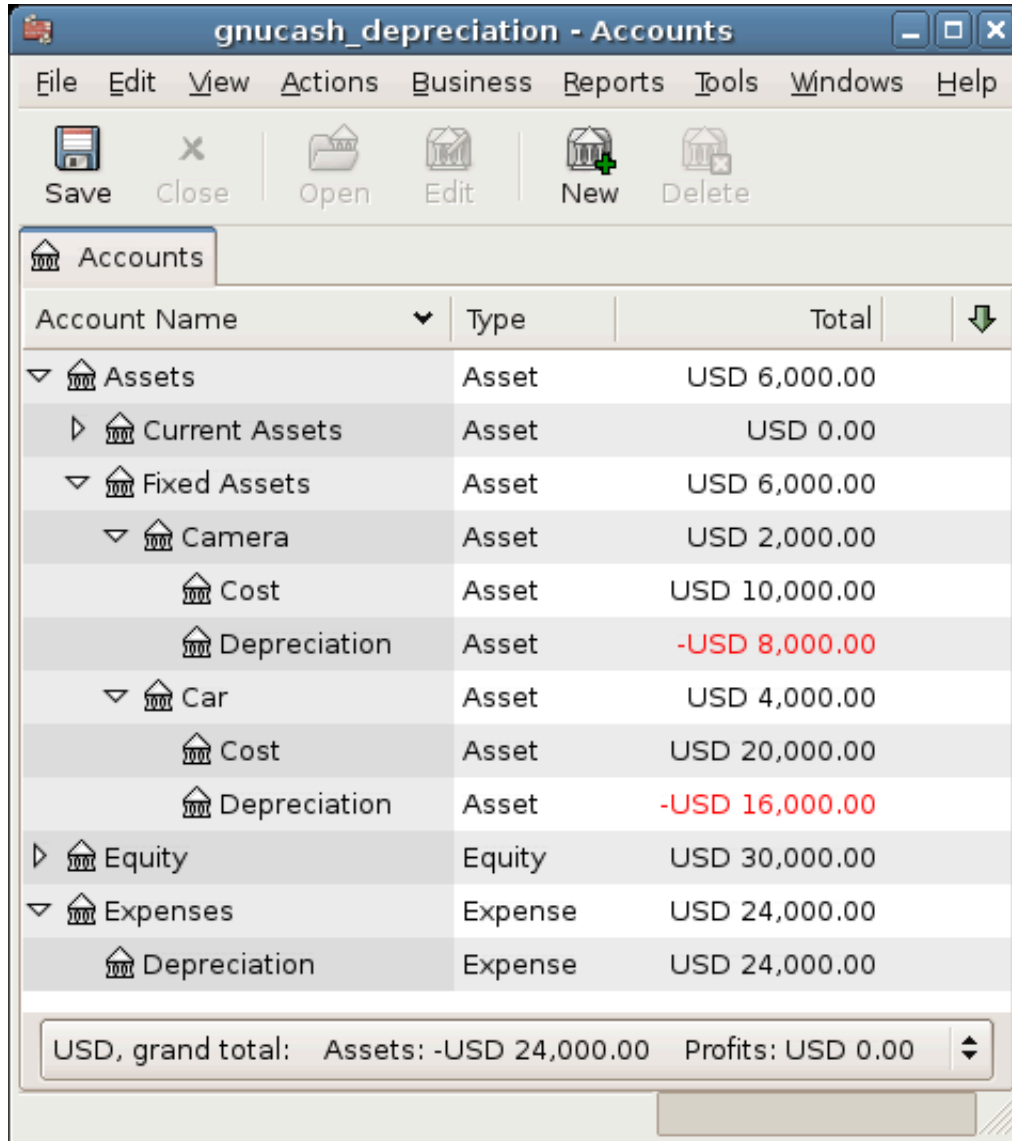 gnucash_depreciation - Accounts
File Edit View Actions Business Reports Tools Windows Help
Save Close Open Edit New Delete
Accounts
Account Name Type Total
Assets Asset USD 6,000.00
Current Assets Asset USD 0.00
Fixed Assets Asset USD 6,000.00
Camera Asset USD 2,000.00
Cost Asset USD 10,000.00
Depreciation Asset -USD 8,000.00
Car Asset USD 4,000.00
Cost Asset USD 20,000.00
Depreciation Asset -USD 16,000.00
Equity Equity USD 30,000.00
Expenses Expense USD 24,000.00
Depreciation Expense USD 24,000.00
USD, grand total: Assets: -USD 24,000.00 Profits: USD 0.00